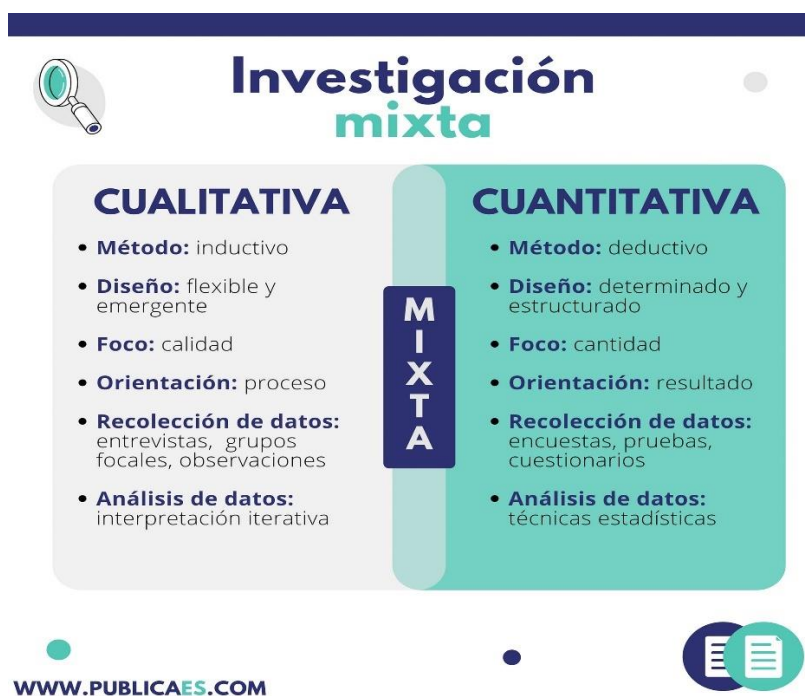 Investigación
mixta
CUALITATIVA
• Método: inductivo
• Diseño: flexible y
emergente
• Foco: calidad
• Orientación: proceso
• Recolección de datos:
entrevistas, grupos
focales, observaciones
• Análisis de datos:
interpretación iterativa
MIXTA
CUANTITATIVA
• Método: deductivo
• Diseño: determinado y
estructurado
• Foco: cantidad
• Orientación: resultado
• Recolección de datos:
encuestas, pruebas,
cuestionarios
• Análisis de datos:
técnicas estadísticas
WWW.PUBLICAES.COM